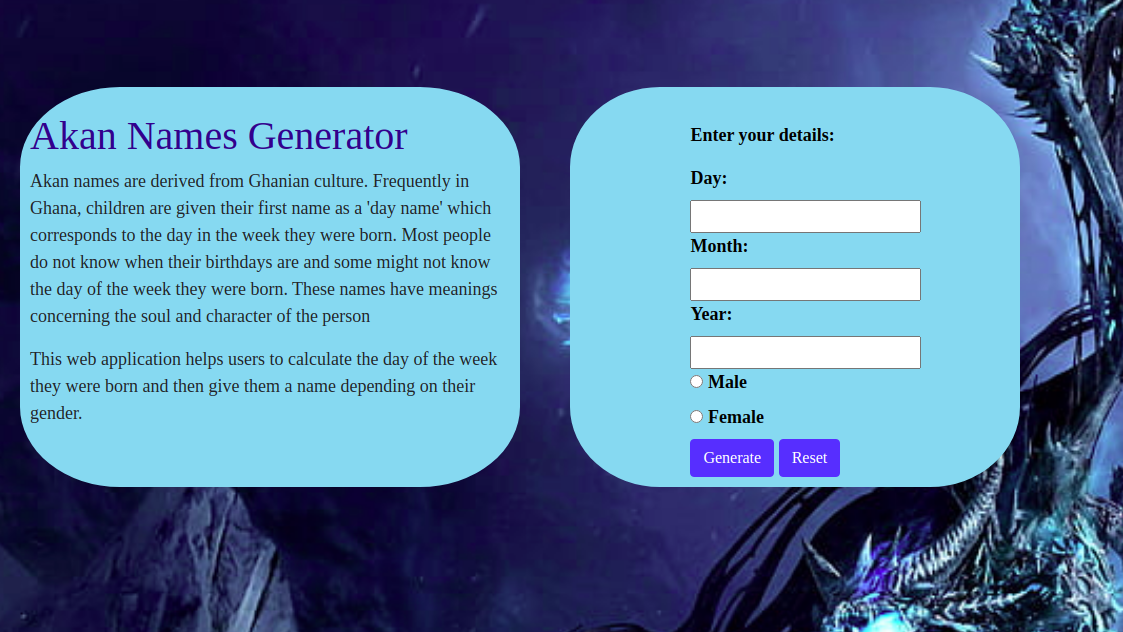 Akan Names Generator
Akan names are derived from Ghanian culture. Frequently in
Ghana, children are given their first name as a 'day name' which
corresponds to the day in the week they were born. Most people
do not know when their birthdays are and some might not know
the day of the week they were born. These names have meanings
concerning the soul and character of the person
This web application helps users to calculate the day of the week
they were born and then give them a name depending on their
gender.
Enter your details:
Day:
Month:
Year:
Male
Female
Generate Reset